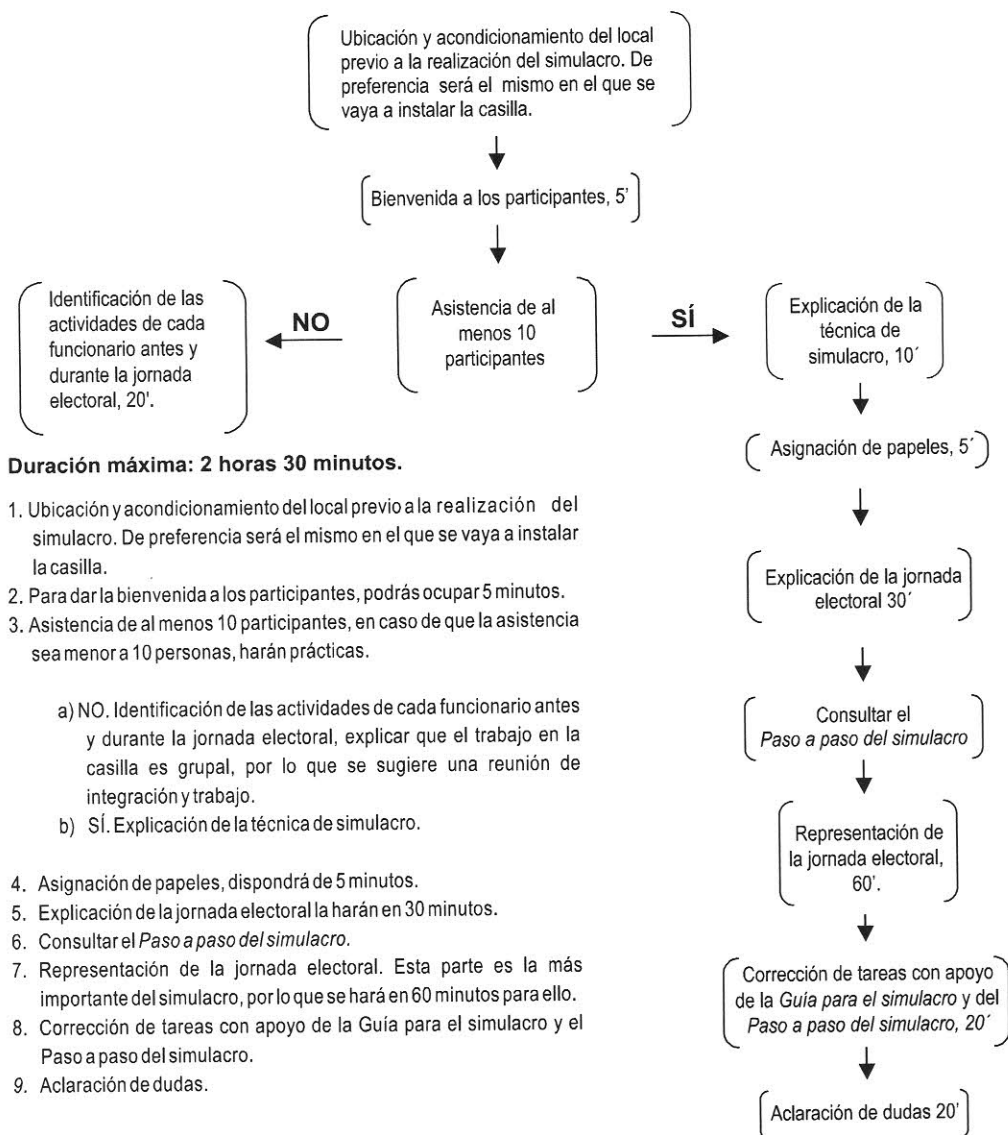 Ubicación y acondicionamiento del local
previo a la realización del simulacro. De
preferencia será el mismo en el que se
vaya a instalar la casilla.
Bienvenida a los participantes, 5'
Identificación de las
actividades de cada
funcionario antes y
durante la jornada
electoral, 20'.
NO
Asistencia de al
menos 10
participantes
SÍ
Explicación de la
técnica de
simulacro, 10´
Asignación de papeles, 5´
Explicación de la jornada
electoral 30´
Consultar el
Paso a paso del simulacro
Representación de
la jornada electoral,
60'.
Corrección de tareas con apoyo
de la Guía para el simulacro y del
Paso a paso del simulacro, 20´
Aclaración de dudas 20'
Duración máxima: 2 horas 30 minutos.
1. Ubicación y acondicionamiento del local previo a la realización del
simulacro. De preferencia será el mismo en el que se vaya a instalar
la casilla.
2. Para dar la bienvenida a los participantes, podrás ocupar 5 minutos.
3. Asistencia de al menos 10 participantes, en caso de que la asistencia
sea menor a 10 personas, harán prácticas.
a) NO. Identificación de las actividades de cada funcionario antes
y durante la jornada electoral, explicar que el trabajo en la
casilla es grupal, por lo que se sugiere una reunión de
integración y trabajo.
b) SÍ. Explicación de la técnica de simulacro.
4. Asignación de papeles, dispondrá de 5 minutos.
5. Explicación de la jornada electoral la harán en 30 minutos.
6. Consultar el Paso a paso del simulacro.
7. Representación de la jornada electoral. Esta parte es la más
importante del simulacro, por lo que se hará en 60 minutos para ello.
8. Corrección de tareas con apoyo de la Guía para el simulacro y el
Paso a paso del simulacro.
9. Aclaración de dudas.